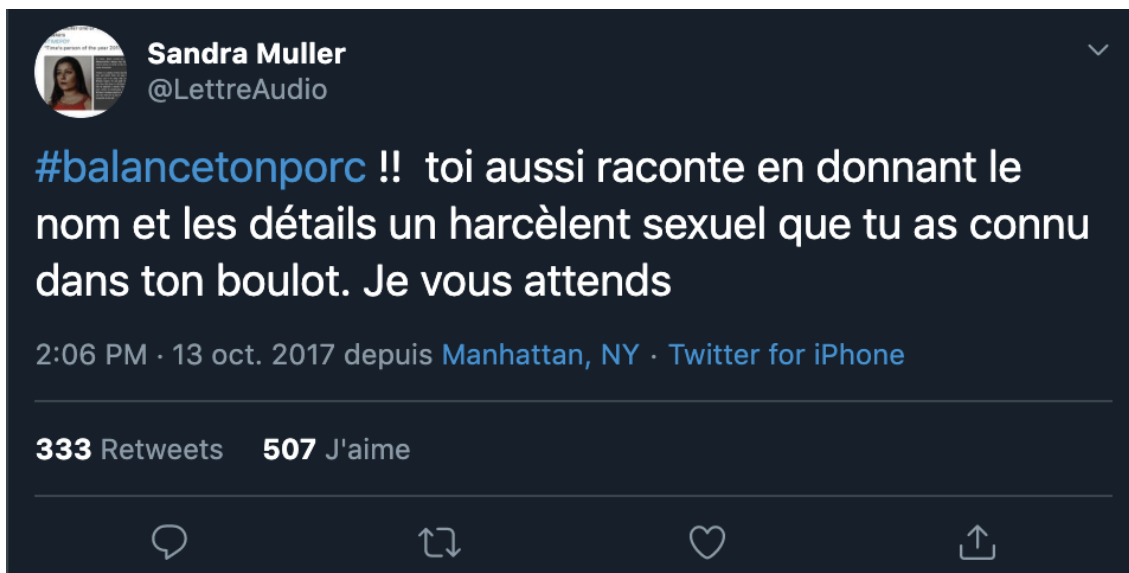 Sandra Muller
@LettreAudio
#balancetonporc !!  toi aussi raconte en donnant le
nom et les détails un harcèlent sexuel que tu as connu
dans ton boulot. Je vous attends
2:06 PM · 13 oct. 2017 depuis Manhattan, NY · Twitter for iPhone
333 Retweets 507 J'aime